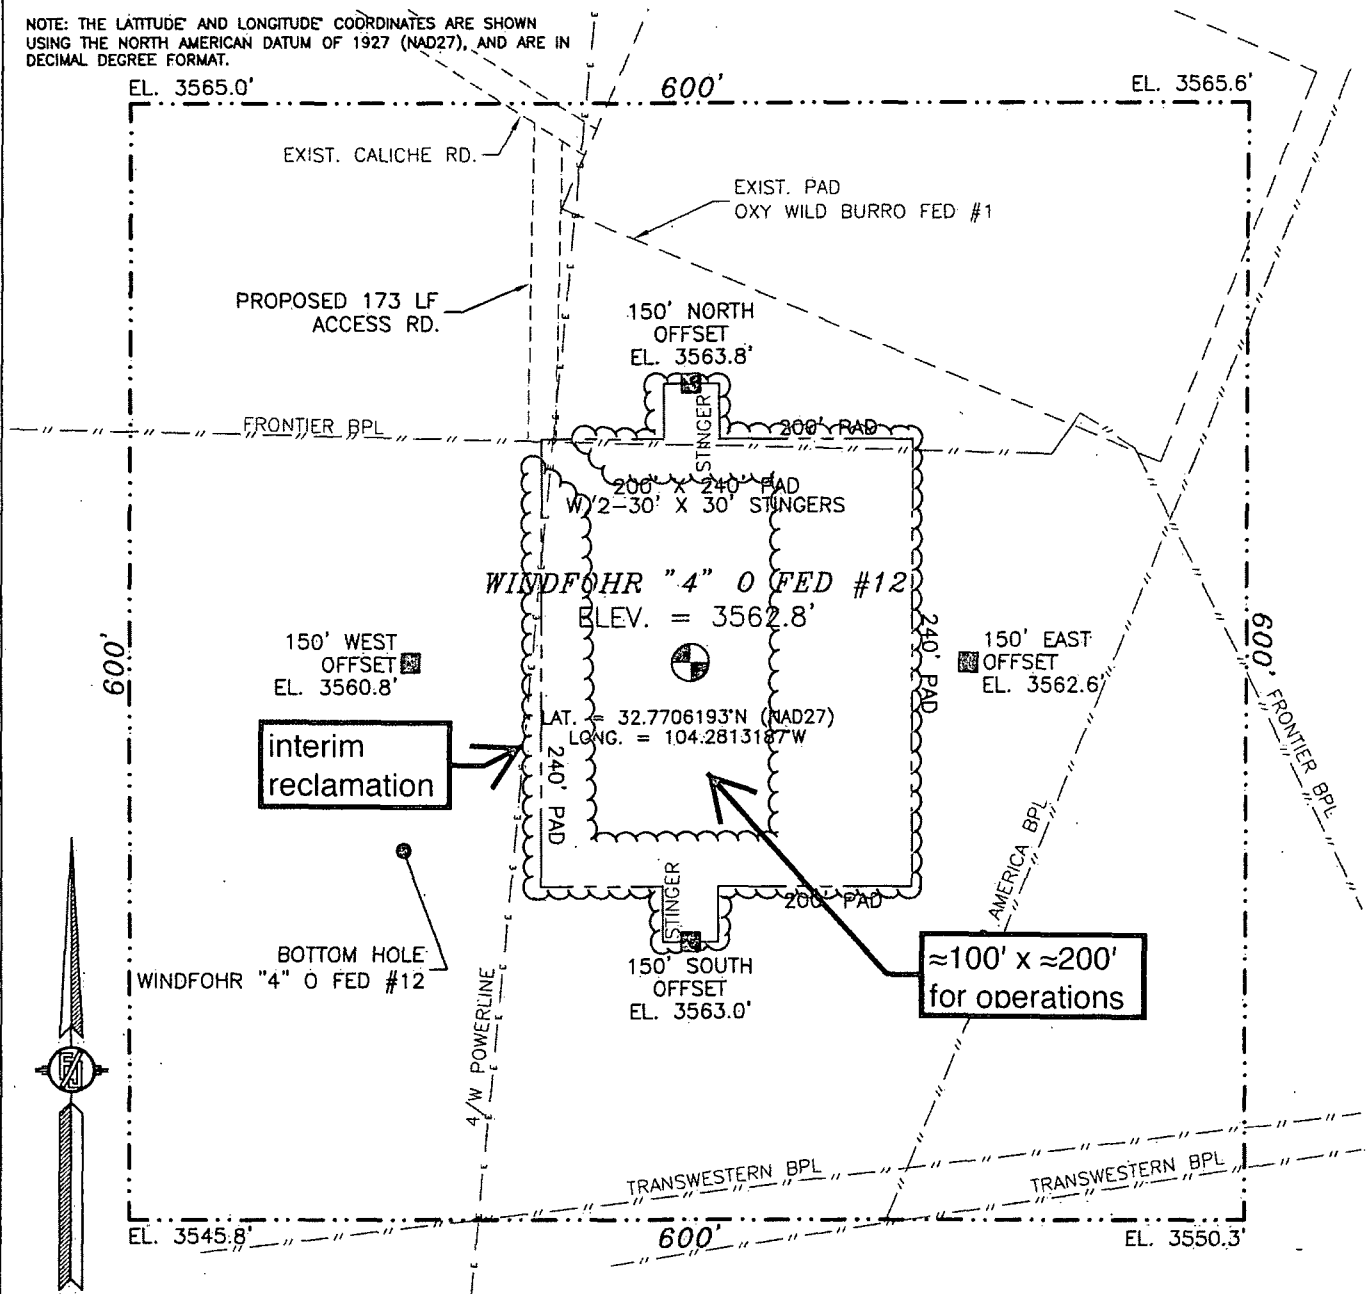 NOTE: THE LATITUDE AND LONGITUDE COORDINATES ARE SHOWN
USING THE NORTH AMERICAN DATUM OF 1927 (NAD27), AND ARE IN
DECIMAL DEGREE FORMAT.
EL. 3565.0'
600'
EL. 3565.6'
EXIST. CALICHE RD.
EXIST. PAD
OXY WILD BURRO FED #1
PROPOSED 173 LF
ACCESS RD.
150' NORTH
OFFSET
EL. 3563.8'
FRONTIER BPL
STINGER
200' PAD
200' X 240' PAD
W/2-30' X 30' STINGERS
WINDFOHR "4" O FED #12
ELEV. = 3562.8'
600'
150' WEST
OFFSET
EL. 3560.8'
240' PAD
150' EAST
OFFSET
EL. 3562.6'
600'
FRONTIER BPL
LAT. = 32.7706193°N (NAD27)
LONG. = 104.2813187°W
interim
reclamation
240' PAD
AMERICA BPL
STINGER
200' PAD
BOTTOM HOLE
WINDFOHR "4" O FED #12
150' SOUTH
OFFSET
EL. 3563.0'
≈100' x ≈200'
for operations
4/W POWERLINE
TRANSWESTERN BPL
TRANSWESTERN BPL
EL. 3545.8'
600'
EL. 3550.3'